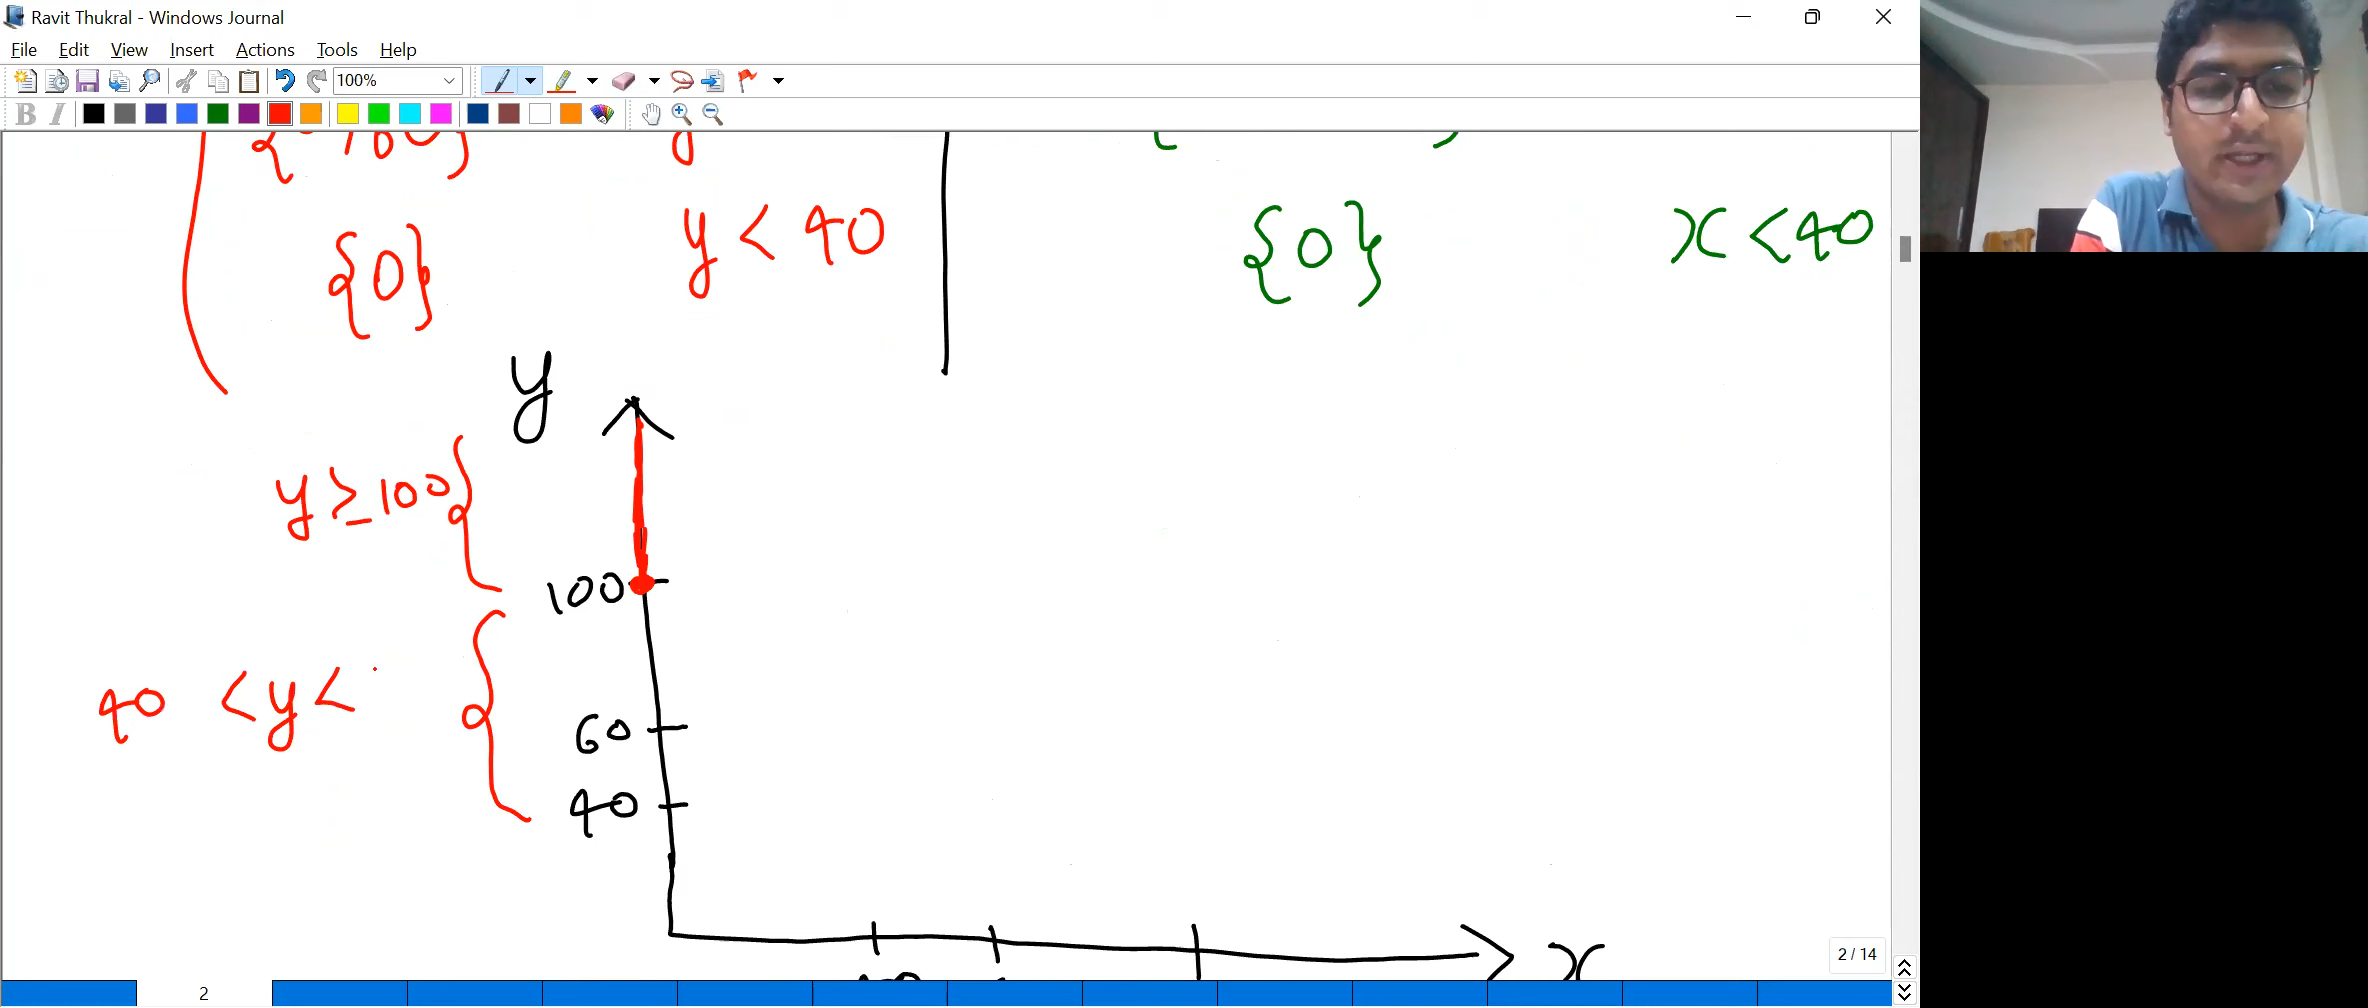 Ravit Thukral - Windows Journal
File Edit View Insert Actions Tools Help
100%
B I
y
{0} y < 40 {0} x < 40
y
y ≥ 100
100
40 < y <
60
40
x
2 / 14
2